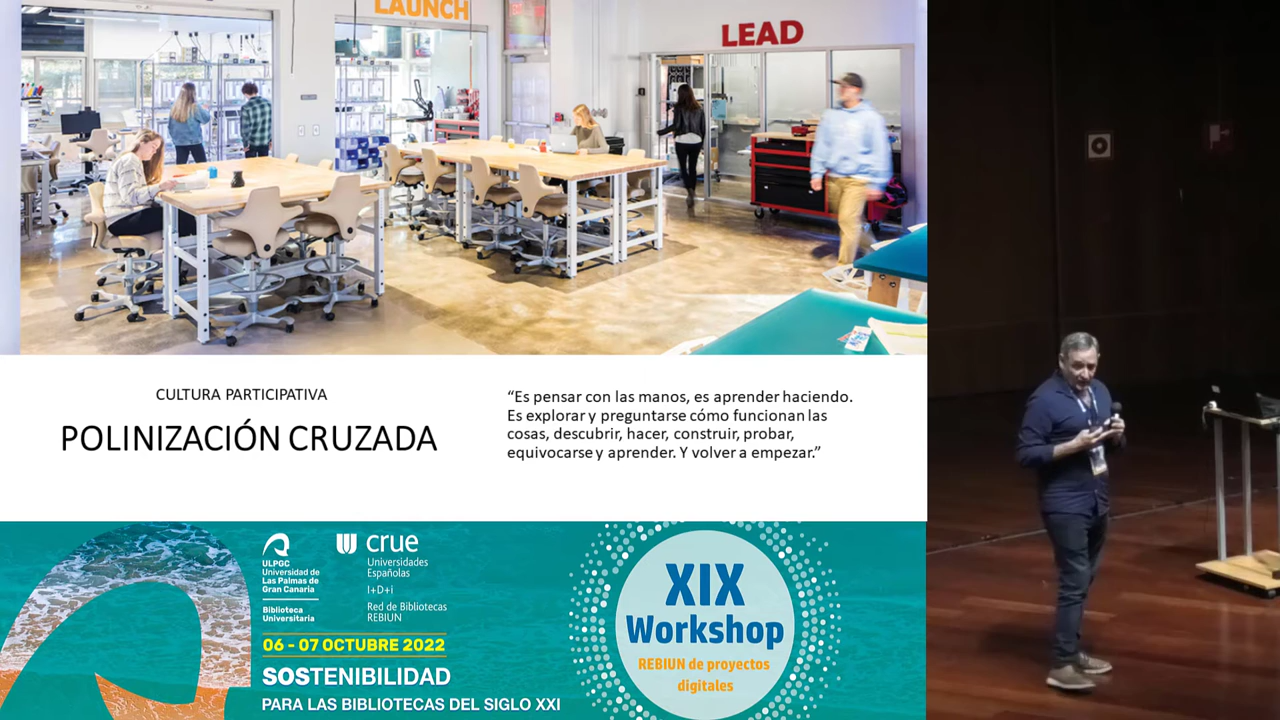 LAUNCH
LEAD
CULTURA PARTICIPATIVA
POLINIZACIÓN CRUZADA
“Es pensar con las manos, es aprender haciendo.
Es explorar y preguntarse cómo funcionan las
cosas, descubrir, hacer, construir, probar,
equivocarse y aprender. Y volver a empezar.”
ULPGC
Universidad de
Las Palmas de
Gran Canaria
Biblioteca
Universitaria
crue
Universidades
Españolas
I+D+i
Red de Bibliotecas
REBIUN
06 - 07 OCTUBRE 2022
SOSTENIBILIDAD
PARA LAS BIBLIOTECAS DEL SIGLO XXI
XIX
Workshop
REBIUN de proyectos
digitales